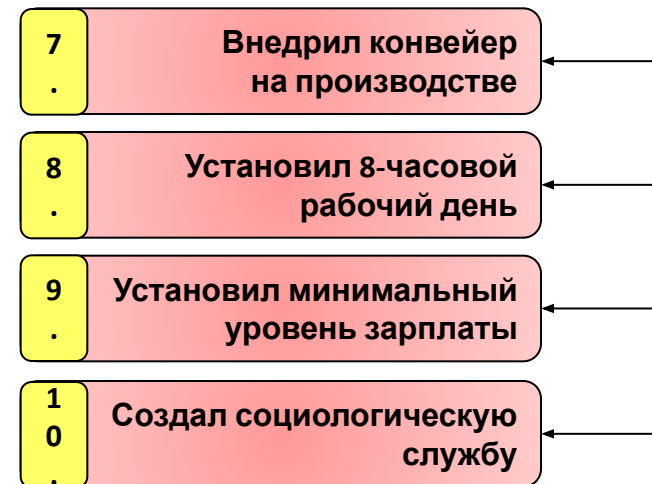 7
.
Внедрил конвейер
на производстве
8
.
Установил 8-часовой
рабочий день
9
.
Установил минимальный
уровень зарплаты
1
0
.
Создал социологическую
службу